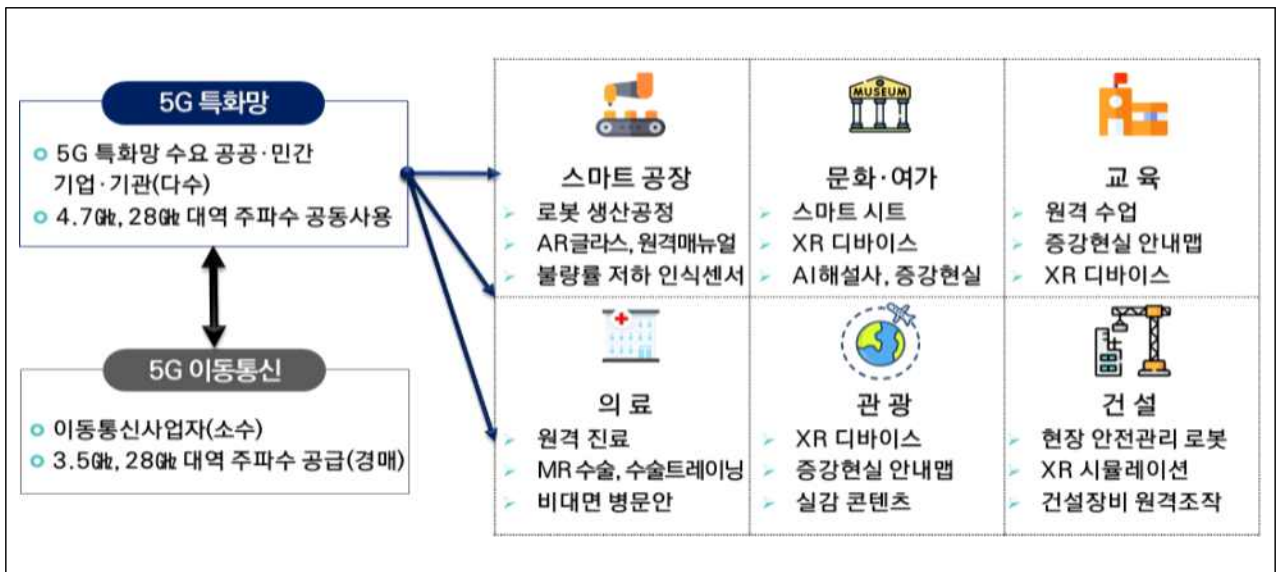 5G 특화망
5G 특화망 수요 공공·민간
기업·기관(다수)
4.7㎓, 28㎓ 대역 주파수 공동사용
5G 이동통신
이동통신사업자(소수)
3.5㎓, 28㎓ 대역 주파수 공급(경매)
스마트 공장
로봇 생산공정
AR글라스, 원격매뉴얼
불량률 저하 인식센서
MUSEUM
문화·여가
스마트 시트
XR 디바이스
AI해설사, 증강현실
교 육
원격 수업
증강현실 안내맵
XR 디바이스
의 료
원격 진료
MR 수술, 수술트레이닝
비대면 병문안
관 광
XR 디바이스
증강현실 안내맵
실감 콘텐츠
건 설
현장 안전관리 로봇
XR 시뮬레이션
건설장비 원격조작